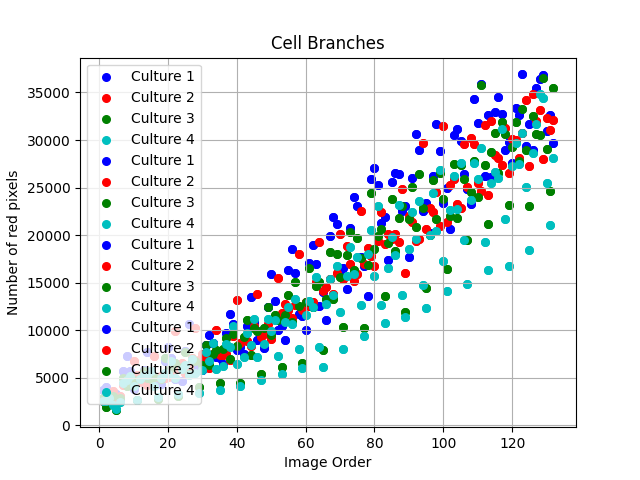 Cell Branches
Number of red pixels
35000
30000
25000
20000
15000
10000
5000
0
Culture 1
Culture 2
Culture 3
Culture 4
Culture 1
Culture 2
Culture 3
Culture 4
Culture 1
Culture 2
Culture 3
Culture 4
Culture 1
Culture 2
Culture 3
Culture 4
0 20 40 60 80 100 120
Image Order